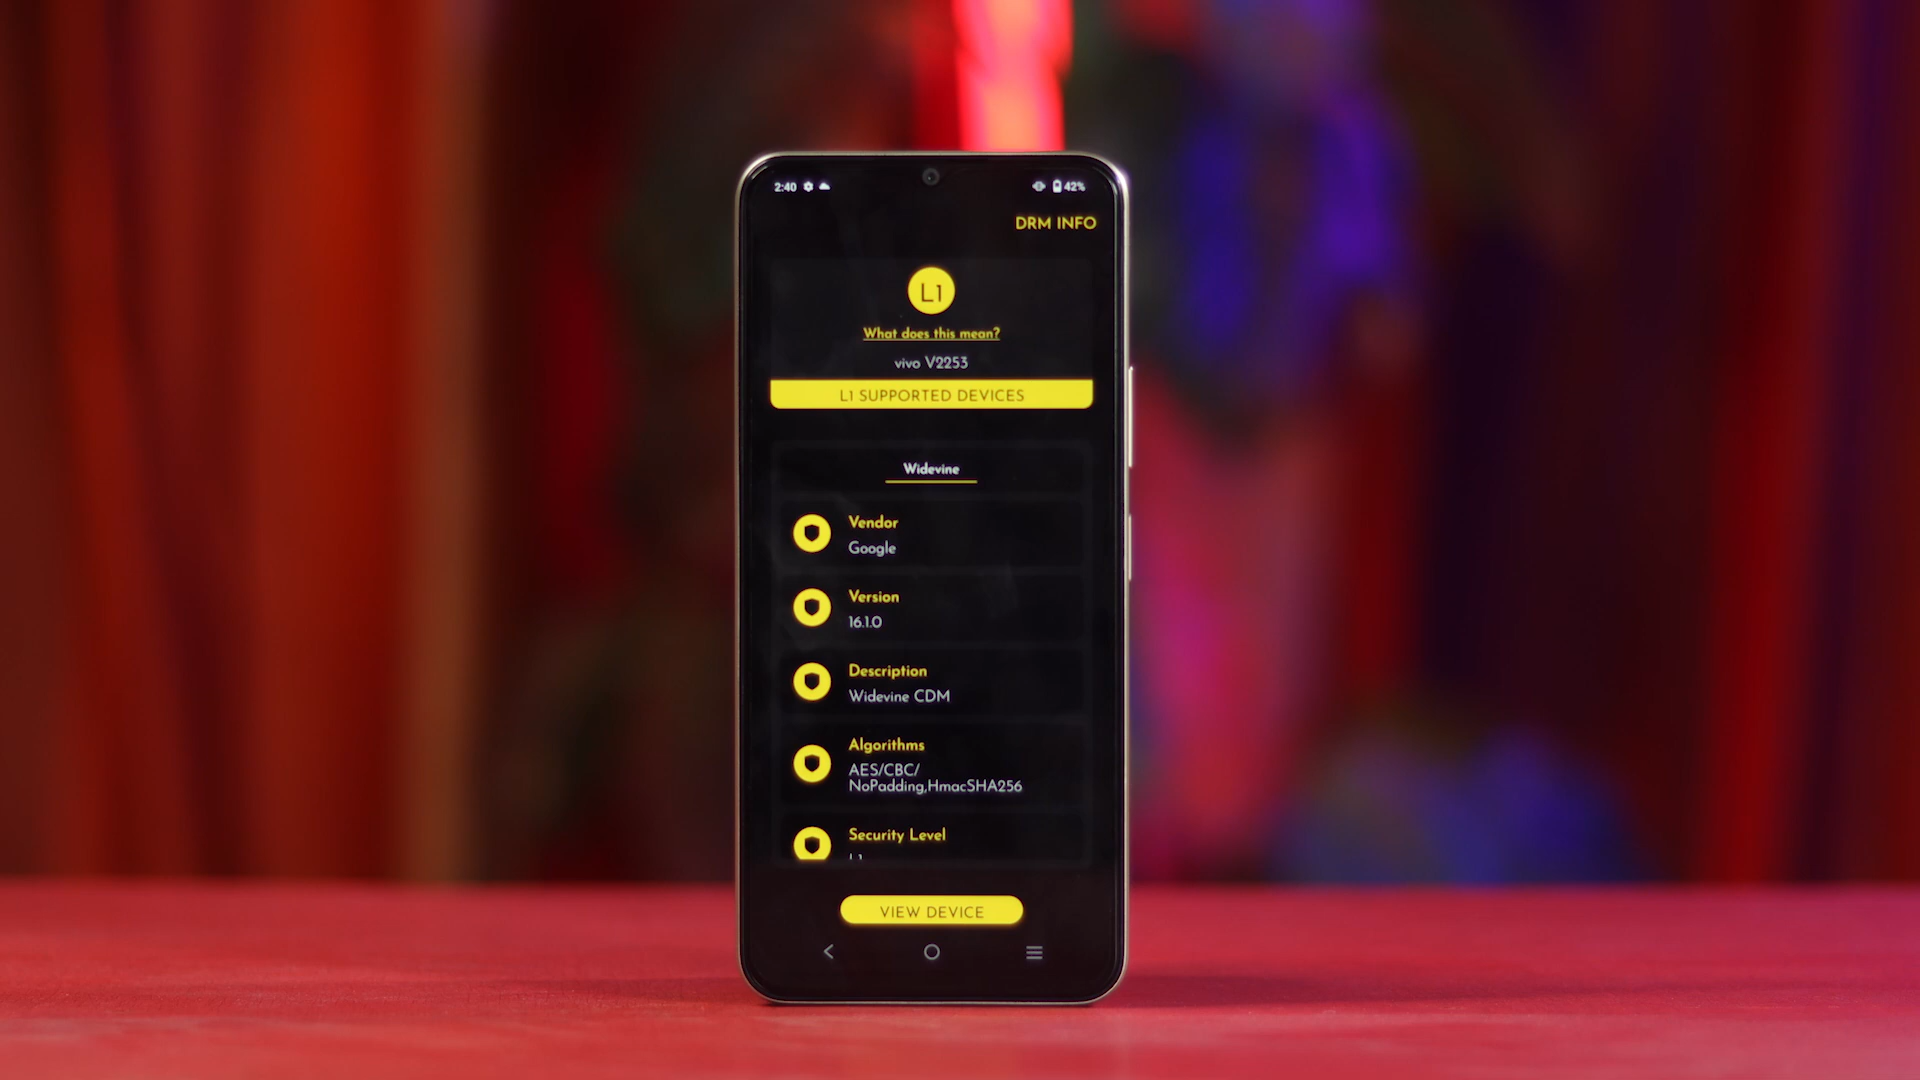 2:40
42%
DRM INFO
L1
What does this mean?
vivo V2253
L1 SUPPORTED DEVICES
Widevine
Vendor
Google
Version
16.1.0
Description
Widevine CDM
Algorithms
AES/CBC/
NoPadding,HmacSHA256
Security Level
L1
VIEW DEVICE